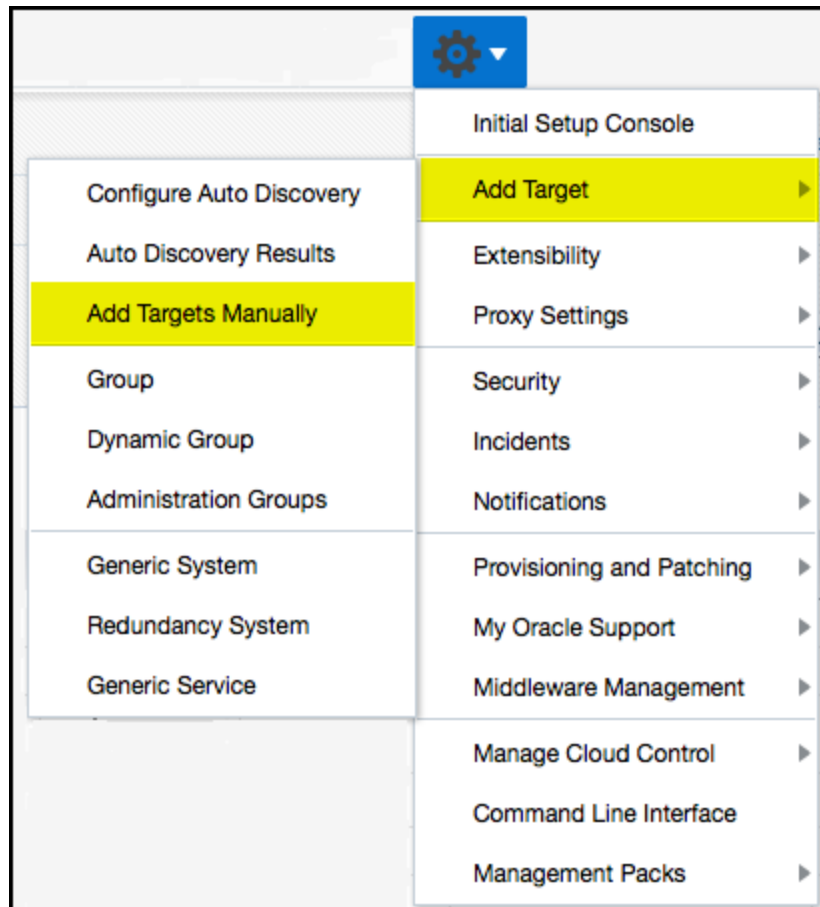 Initial Setup Console
Add Target
Extensibility
Proxy Settings
Security
Incidents
Notifications
Provisioning and Patching
My Oracle Support
Middleware Management
Manage Cloud Control
Command Line Interface
Management Packs
Configure Auto Discovery
Auto Discovery Results
Add Targets Manually
Group
Dynamic Group
Administration Groups
Generic System
Redundancy System
Generic Service